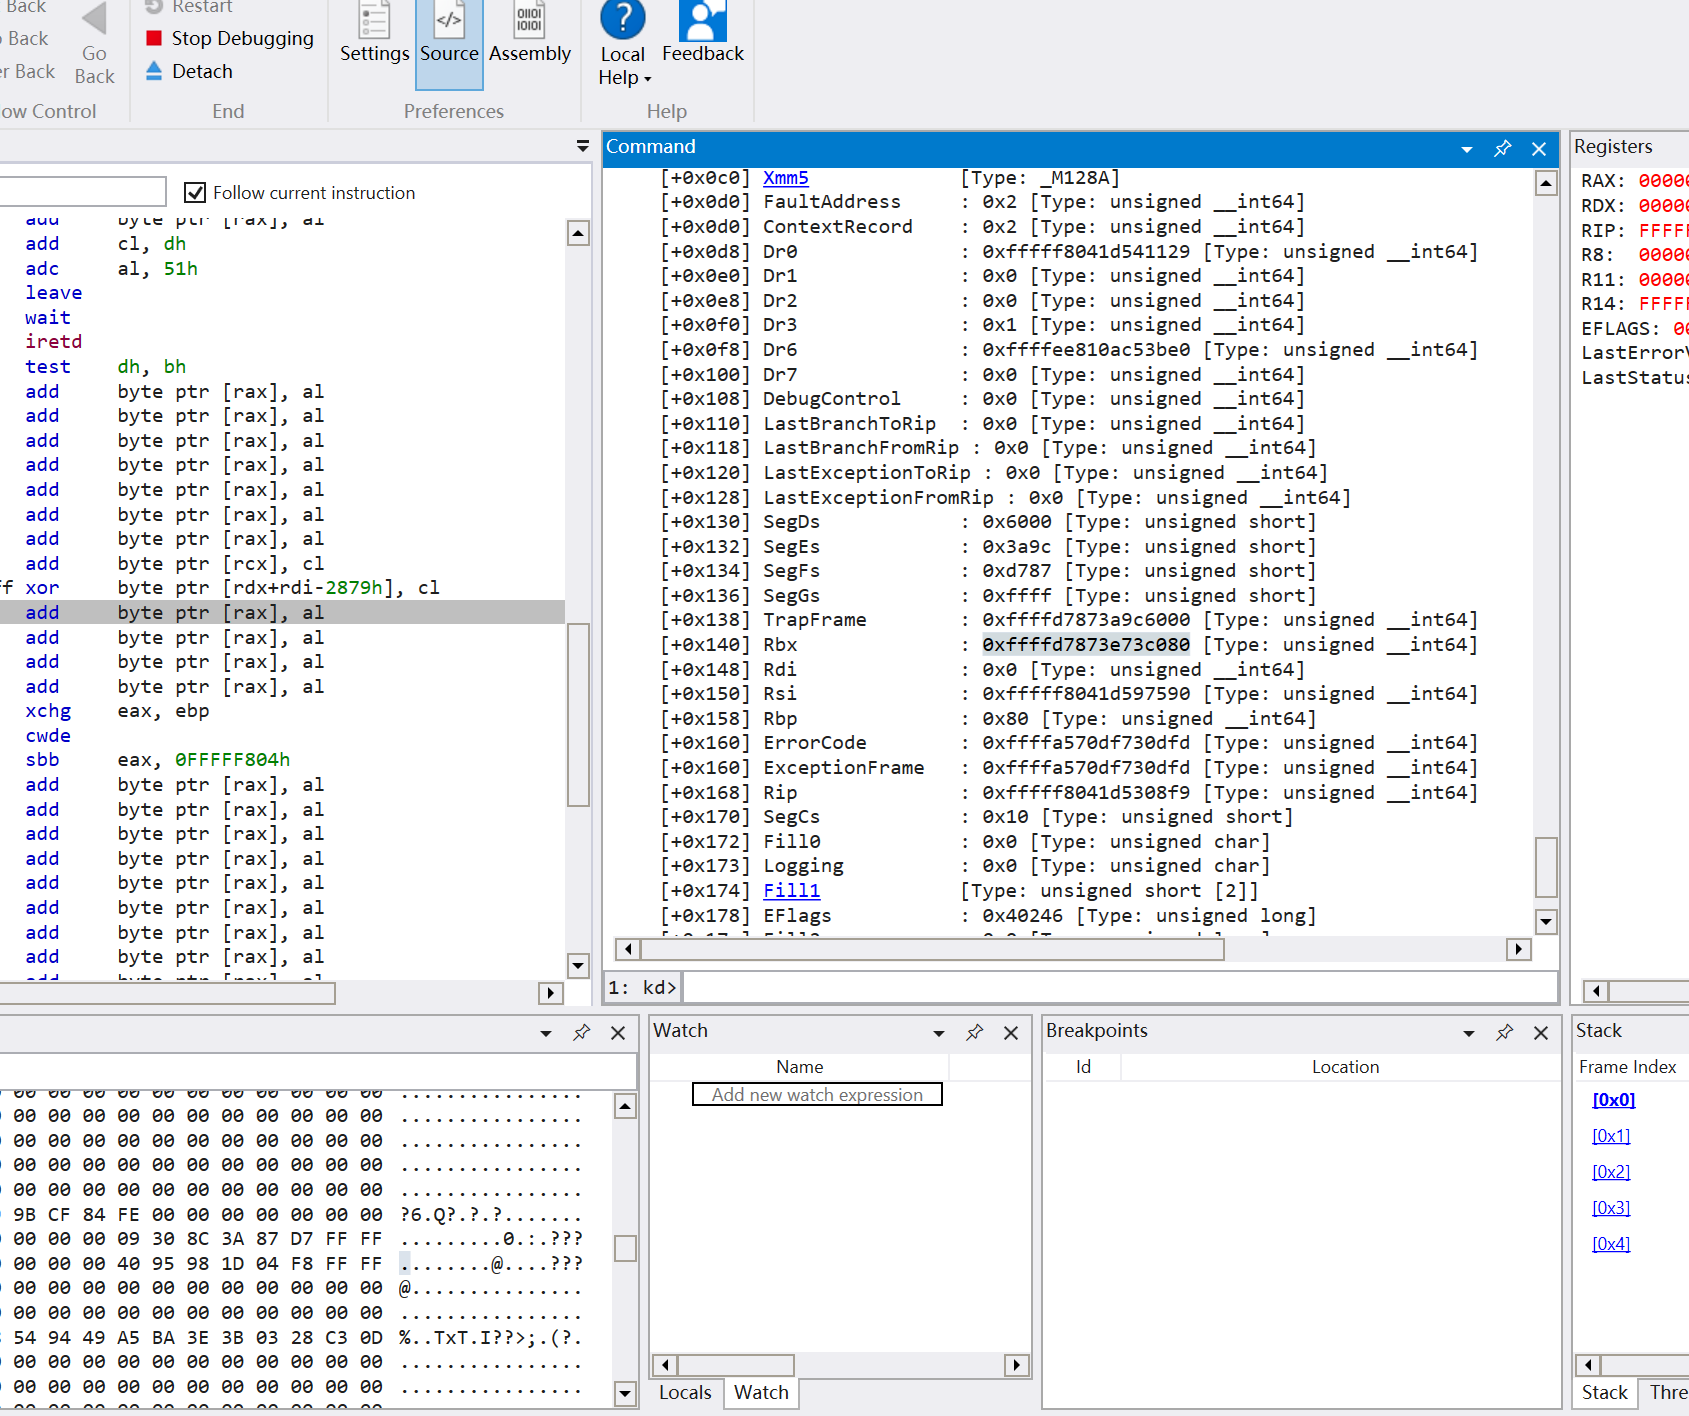 Back
Go
Back
Back
er Back
ow Control
Restart
Stop Debugging
Detach
End
Settings
Source
Assembly
Preferences
Local
Help
Feedback
Help
Follow current instruction
add byte ptr [rax], al
add cl, dh
adc al, 51h
leave
wait
iretd
test dh, bh
add byte ptr [rax], al
add byte ptr [rax], al
add byte ptr [rax], al
add byte ptr [rax], al
add byte ptr [rax], al
add byte ptr [rax], al
add byte ptr [rax], al
add byte ptr [rcx], cl
ff xor byte ptr [rdx+rdi-2879h], cl
add byte ptr [rax], al
add byte ptr [rax], al
add byte ptr [rax], al
add byte ptr [rax], al
xchg eax, ebp
cwde
sbb eax, 0FFFFF804h
add byte ptr [rax], al
add byte ptr [rax], al
add byte ptr [rax], al
add byte ptr [rax], al
add byte ptr [rax], al
add byte ptr [rax], al
add byte ptr [rax], al
add byte ptr [rax], al
add byte ptr [rax], al
Command
[+0x0c0] Xmm5 [Type: _M128A]
[+0x0d0] FaultAddress : 0x2 [Type: unsigned __int64]
[+0x0d0] ContextRecord : 0x2 [Type: unsigned __int64]
[+0x0d8] Dr0 : 0xfffff8041d541129 [Type: unsigned __int64]
[+0x0e0] Dr1 : 0x0 [Type: unsigned __int64]
[+0x0e8] Dr2 : 0x0 [Type: unsigned __int64]
[+0x0f0] Dr3 : 0x1 [Type: unsigned __int64]
[+0x0f8] Dr6 : 0xffffee810ac53be0 [Type: unsigned __int64]
[+0x100] Dr7 : 0x0 [Type: unsigned __int64]
[+0x108] DebugControl : 0x0 [Type: unsigned __int64]
[+0x110] LastBranchToRip : 0x0 [Type: unsigned __int64]
[+0x118] LastBranchFromRip : 0x0 [Type: unsigned __int64]
[+0x120] LastExceptionToRip : 0x0 [Type: unsigned __int64]
[+0x128] LastExceptionFromRip : 0x0 [Type: unsigned __int64]
[+0x130] SegDs : 0x6000 [Type: unsigned short]
[+0x132] SegEs : 0x3a9c [Type: unsigned short]
[+0x134] SegFs : 0xd787 [Type: unsigned short]
[+0x136] SegGs : 0xffff [Type: unsigned short]
[+0x138] TrapFrame : 0xffffd7873a9c6000 [Type: unsigned __int64]
[+0x140] Rbx : 0xffffd7873e73c080 [Type: unsigned __int64]
[+0x148] Rdi : 0x0 [Type: unsigned __int64]
[+0x150] Rsi : 0xfffff8041d597590 [Type: unsigned __int64]
[+0x158] Rbp : 0x80 [Type: unsigned __int64]
[+0x160] ErrorCode : 0xffffa570df730dfd [Type: unsigned __int64]
[+0x160] ExceptionFrame : 0xffffa570df730dfd [Type: unsigned __int64]
[+0x168] Rip : 0xfffff8041d5308f9 [Type: unsigned __int64]
[+0x170] SegCs : 0x10 [Type: unsigned short]
[+0x172] Fill0 : 0x0 [Type: unsigned char]
[+0x173] Logging : 0x0 [Type: unsigned char]
[+0x174] Fill1 [Type: unsigned short [2]]
[+0x178] EFlags : 0x40246 [Type: unsigned long]
1: kd>
Registers
RAX: 0000
RDX: 0000
RIP: FFFF
R8: 0000
R11: 0000
R14: FFFF
EFLAGS: 00
LastError
LastStatus
00 00 00 00 00 00 00 00 00 00 00 ................
00 00 00 00 00 00 00 00 00 00 00 ................
00 00 00 00 00 00 00 00 00 00 00 ................
00 00 00 00 00 00 00 00 00 00 00 ................
00 00 00 00 00 00 00 00 00 00 00 ................
9B CF 84 FE 00 00 00 00 00 00 00 ?6.Q?.?.?.......
00 00 00 09 30 8C 3A 87 D7 FF FF .........0.:.???
00 00 00 40 95 98 1D 04 F8 FF FF ........@....???
00 00 00 00 00 00 00 00 00 00 00 @...............
00 00 00 00 00 00 00 00 00 00 00 ................
54 94 49 A5 BA 3E 3B 03 28 C3 0D %..TxT.I??>;.(?.
00 00 00 00 00 00 00 00 00 00 00 ................
00 00 00 00 00 00 00 00 00 00 00 ................
Watch
Name
Add new watch expression
Locals
Watch
Breakpoints
Id
Location
Stack
Frame Index
[0x0]
[0x1]
[0x2]
[0x3]
[0x4]
Stack
Thre